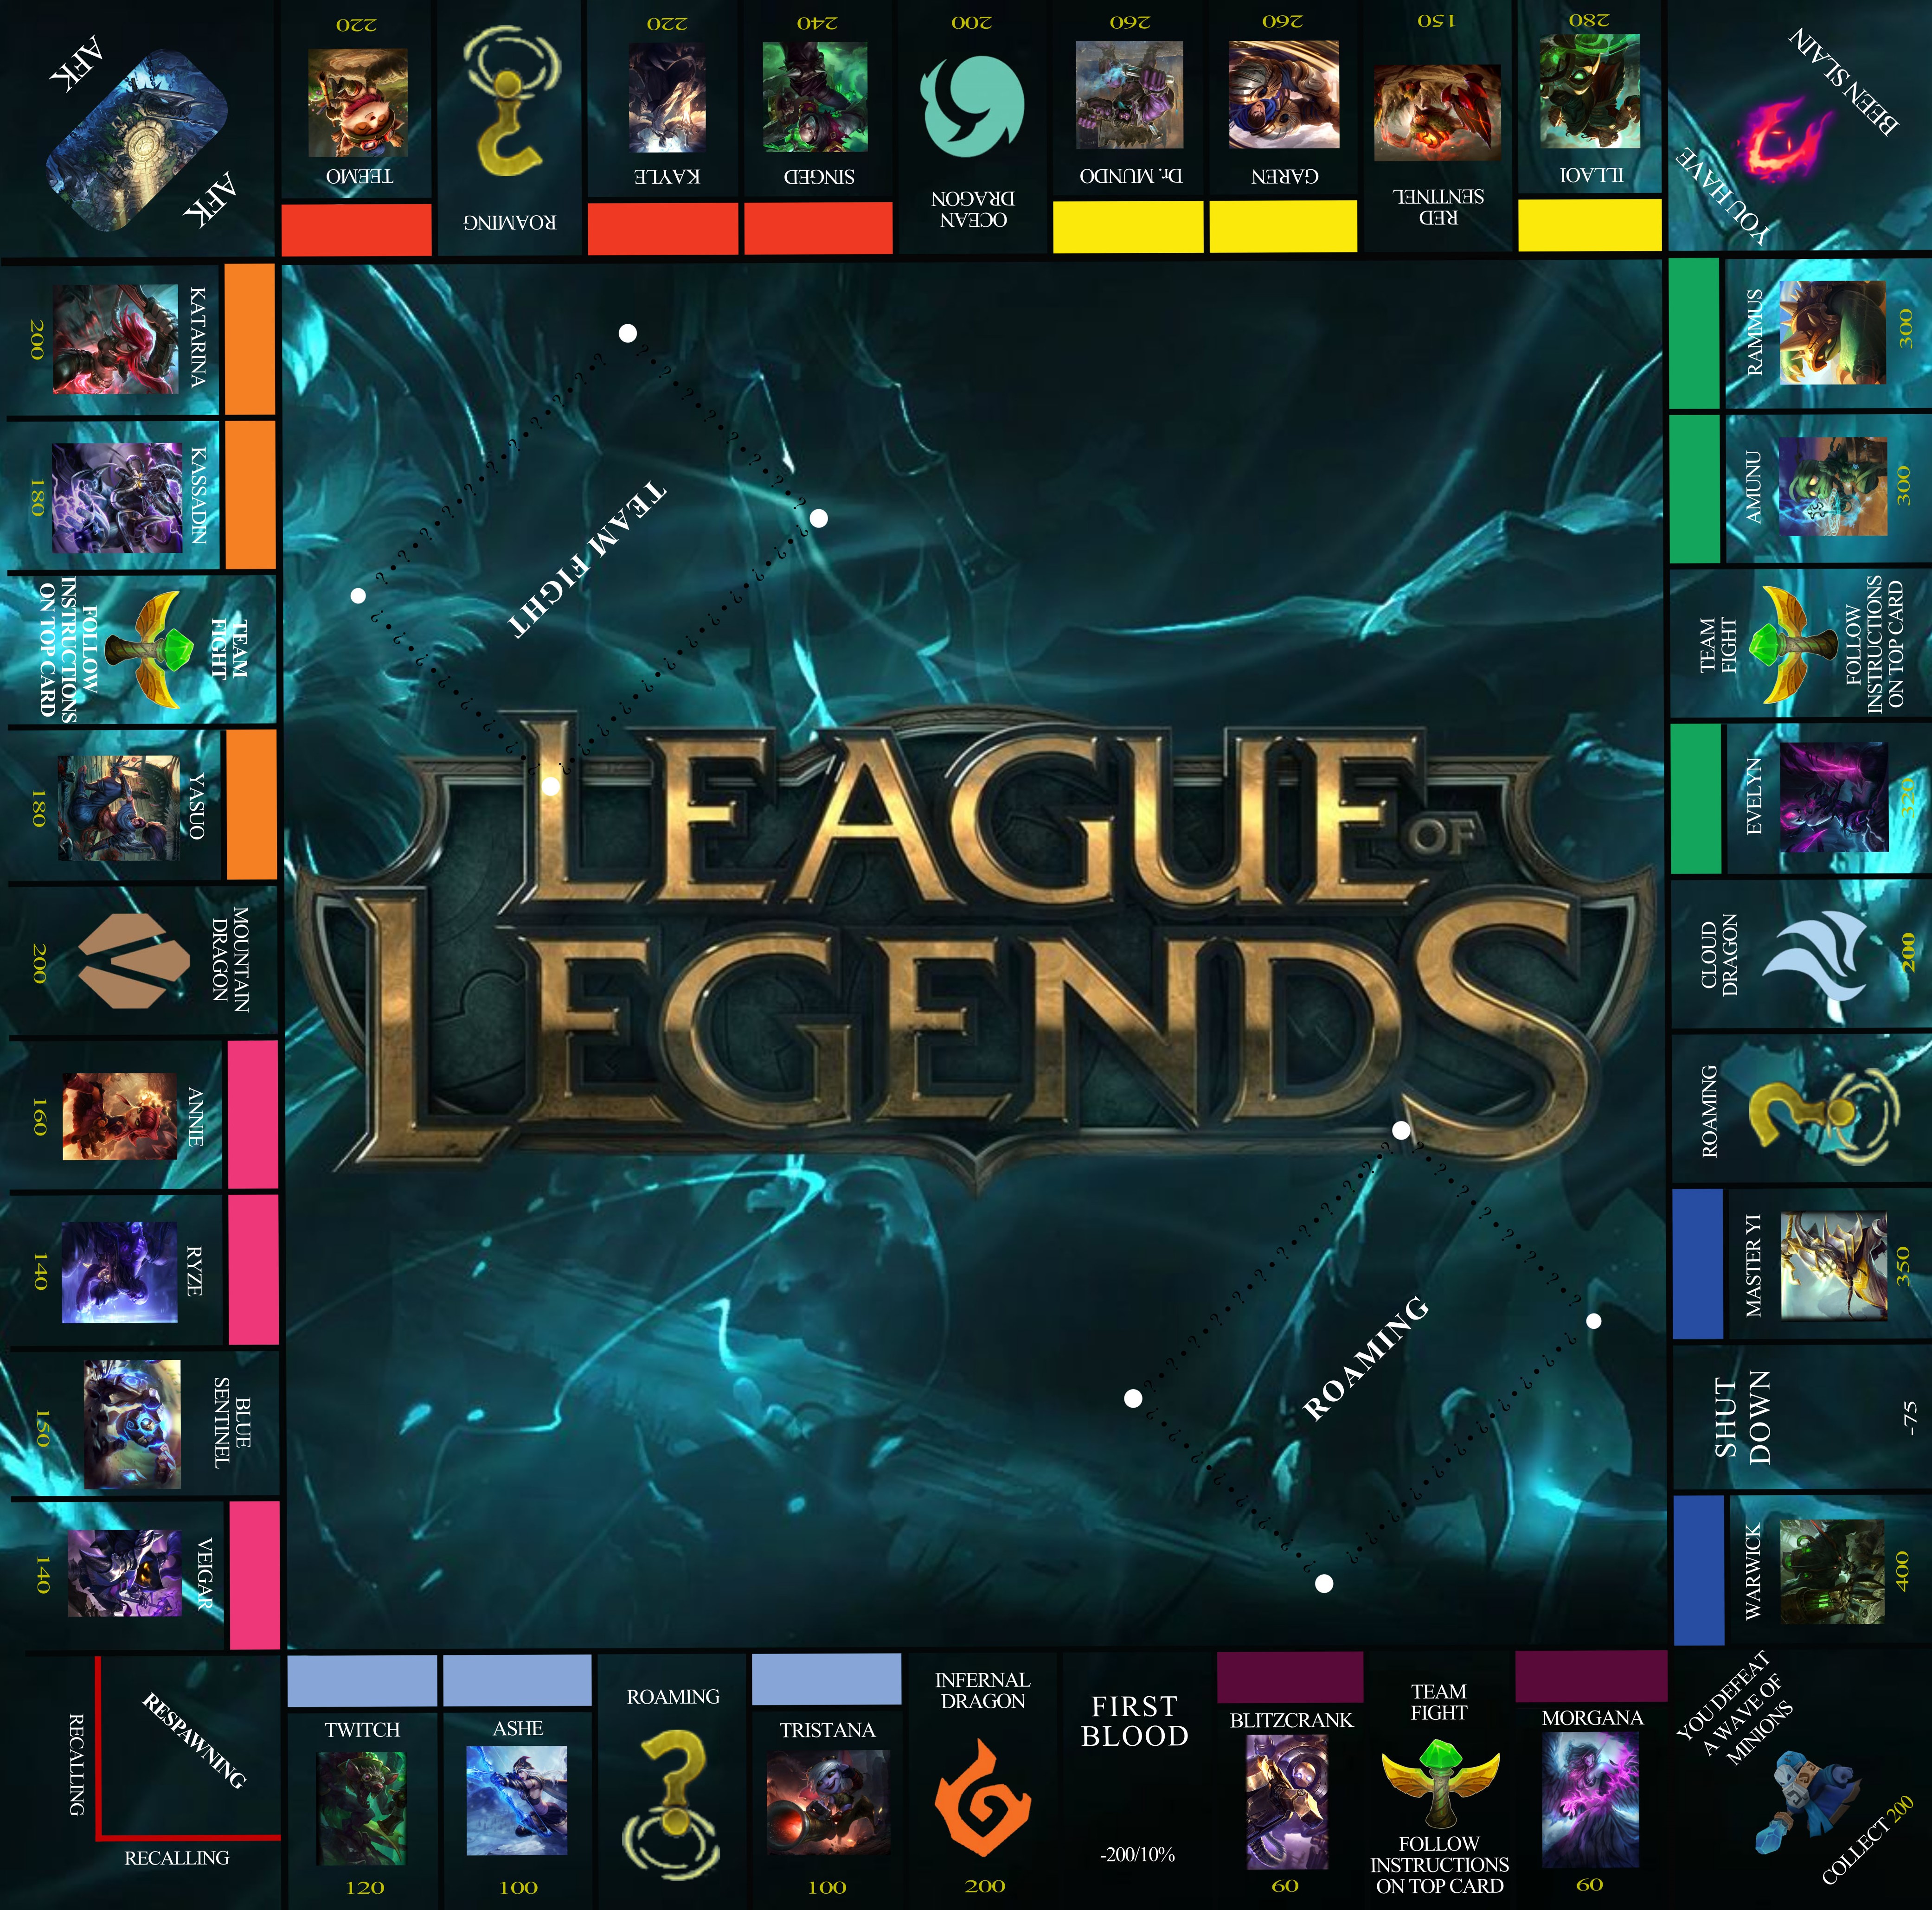 220
TEEMO
ROAMING
220
KAYLE
240
SINGED
200
OCEAN
DRAGON
260
Dr. MUNDO
260
GAREN
150
RED
SENTINEL
280
ILLAOI
AFK
AFK
YOU HAVE
BEEN SLAIN
KATARINA
200
KASSADIN
180
TEAM
FIGHT
FOLLOW
INSTRUCTIONS
ON TOP CARD
YASUO
180
MOUNTAIN
DRAGON
200
ANNIE
160
RYZE
140
BLUE
SENTINEL
150
VEIGAR
140
TEAM FIGHT
LEAGUE OF
LEGENDS
ROAMING
RAMMUS
300
AMUNU
300
TEAM
FIGHT
FOLLOW
INSTRUCTIONS
ON TOP CARD
EVELYN
320
CLOUD
DRAGON
200
ROAMING
MASTER YI
350
SHUT
DOWN
-75
WARWICK
400
RESPAWNING
RECALLING
RECALLING
TWITCH
120
ASHE
100
ROAMING
TRISTANA
100
INFERNAL
DRAGON
200
FIRST
BLOOD
-200/10%
BLITZCRANK
60
TEAM
FIGHT
FOLLOW
INSTRUCTIONS
ON TOP CARD
MORGANA
60
YOU DEFEAT
A WAVE OF
MINIONS
COLLECT 200